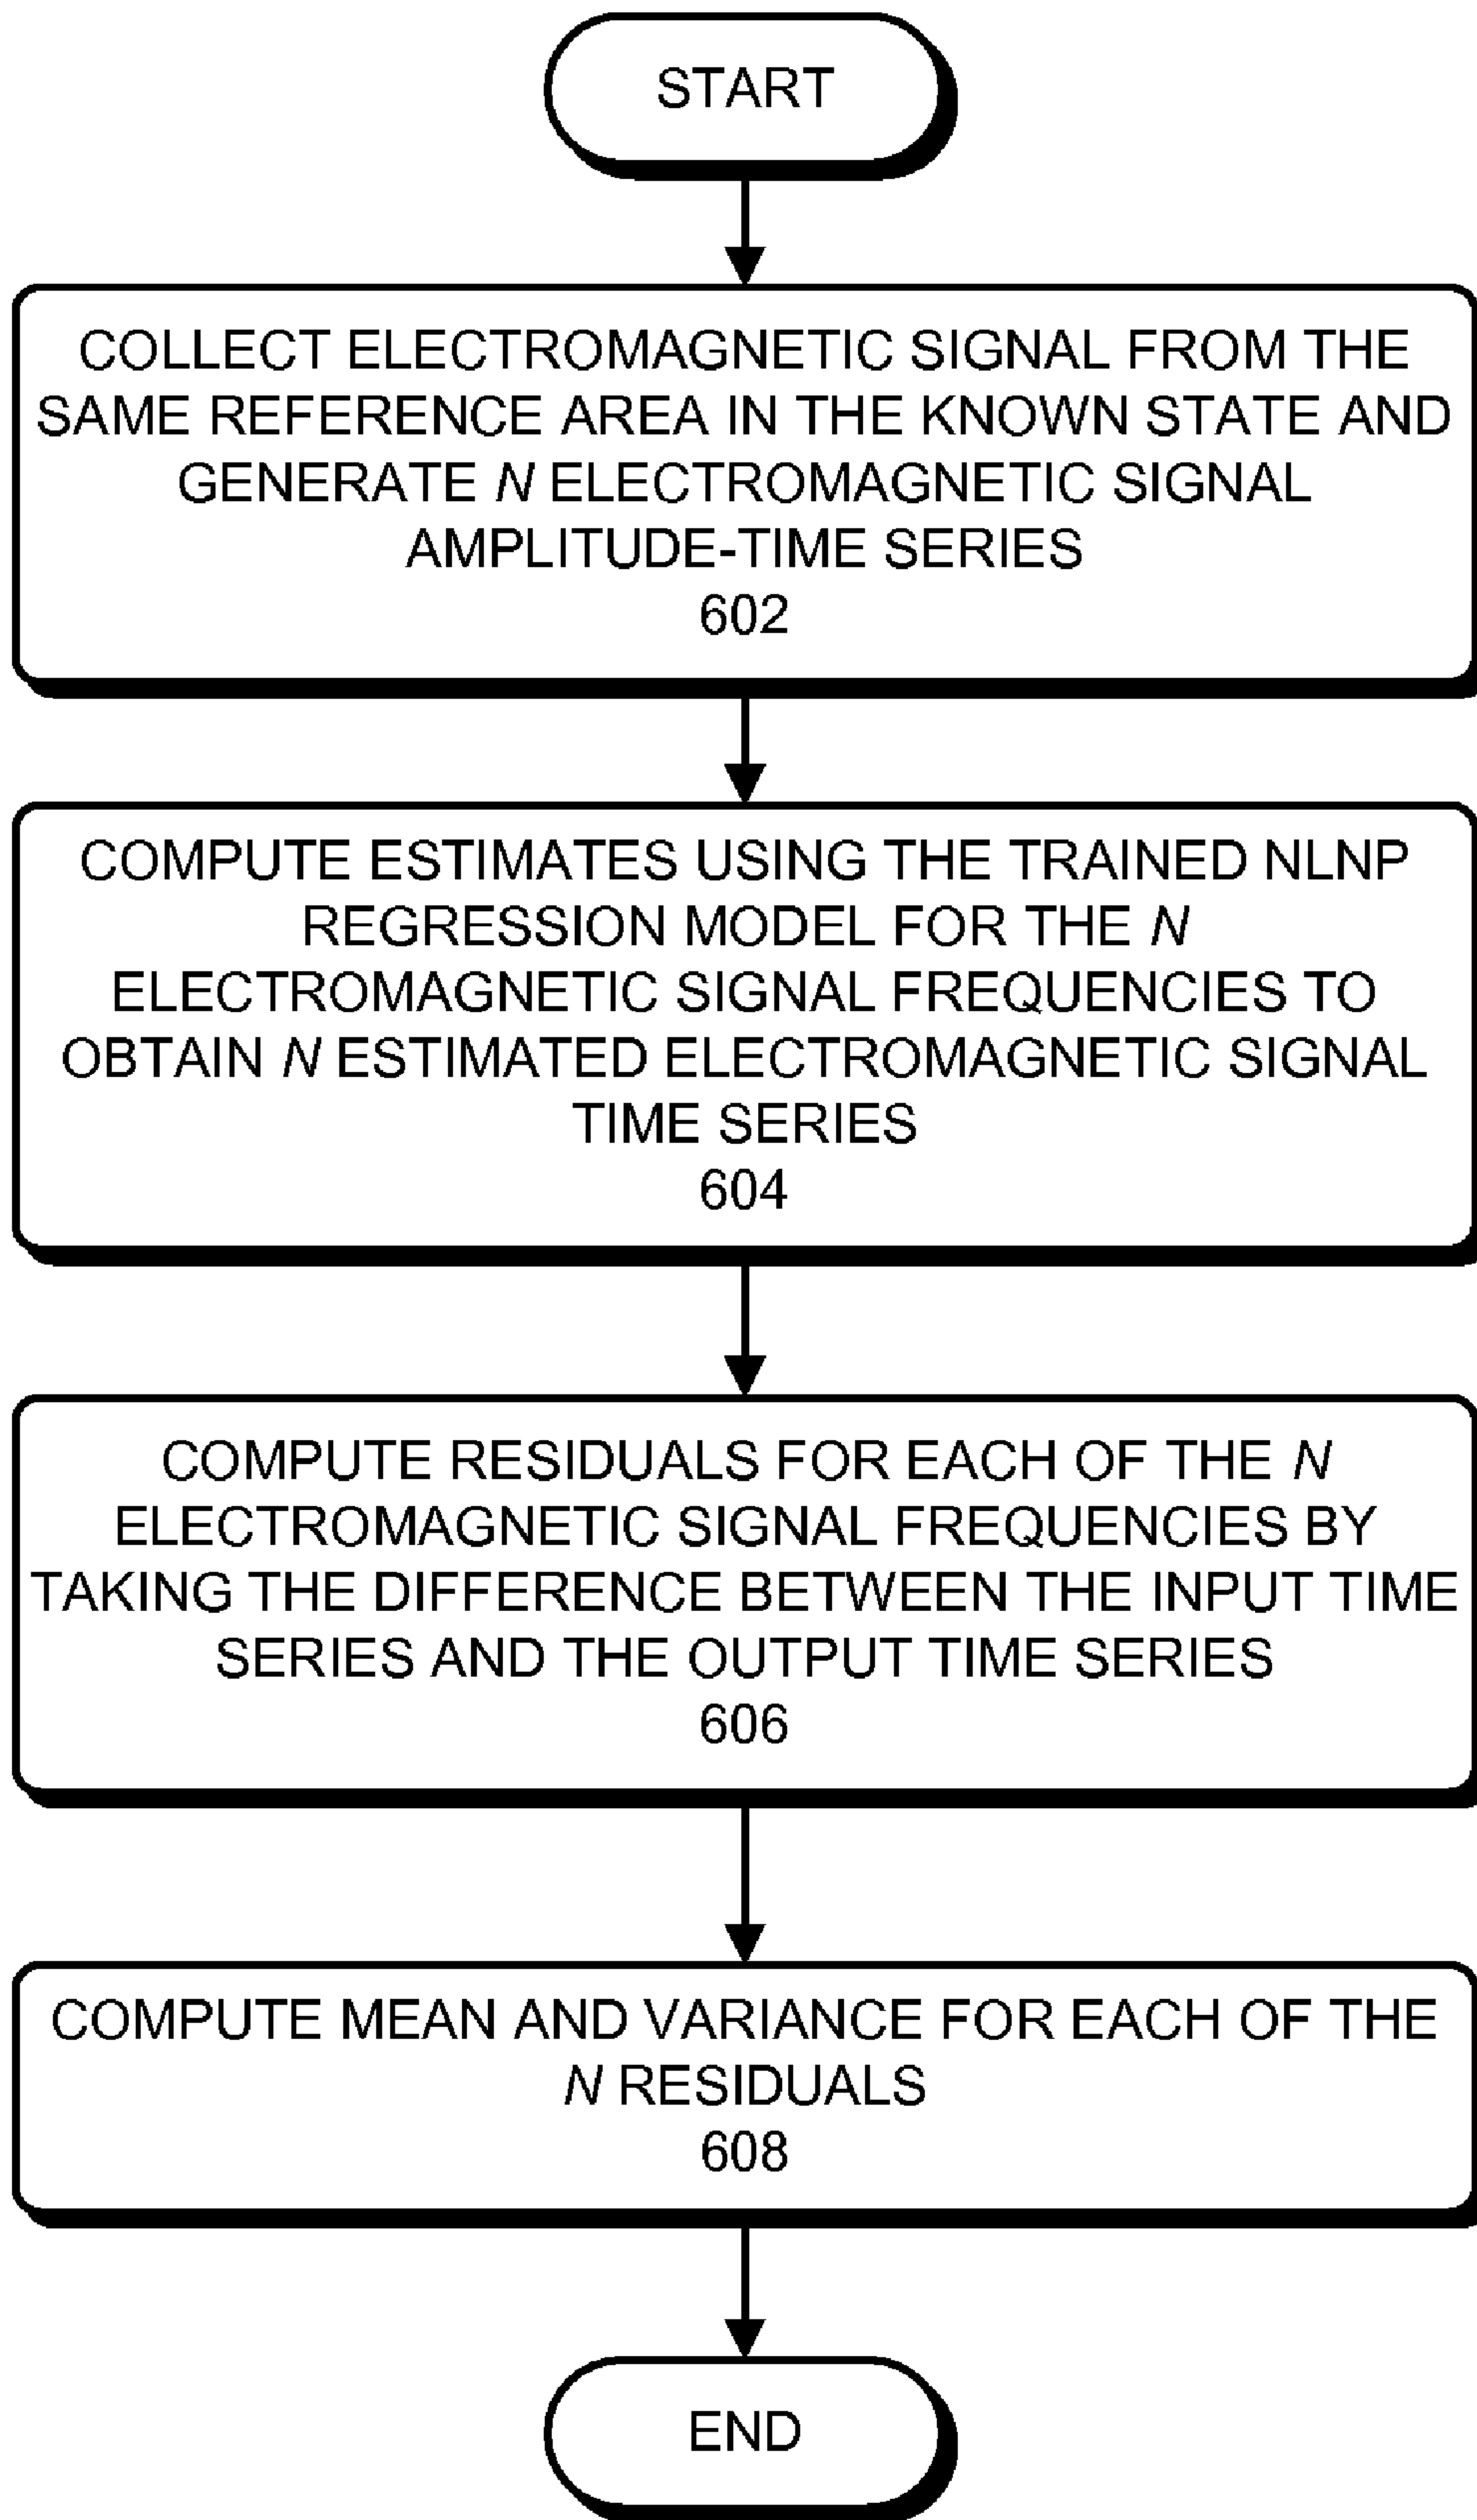 START
COLLECT ELECTROMAGNETIC SIGNAL FROM THE
SAME REFERENCE AREA IN THE KNOWN STATE AND
GENERATE N ELECTROMAGNETIC SIGNAL
AMPLITUDE-TIME SERIES
602
COMPUTE ESTIMATES USING THE TRAINED NLNP
REGRESSION MODEL FOR THE N
ELECTROMAGNETIC SIGNAL FREQUENCIES TO
OBTAIN N ESTIMATED ELECTROMAGNETIC SIGNAL
TIME SERIES
604
COMPUTE RESIDUALS FOR EACH OF THE N
ELECTROMAGNETIC SIGNAL FREQUENCIES BY
TAKING THE DIFFERENCE BETWEEN THE INPUT TIME
SERIES AND THE OUTPUT TIME SERIES
606
COMPUTE MEAN AND VARIANCE FOR EACH OF THE
N RESIDUALS
608
END